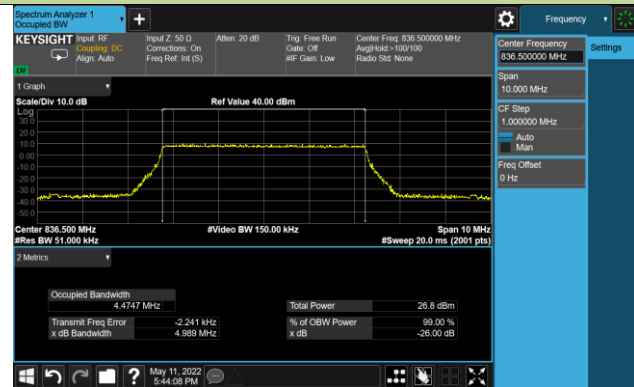 Spectrum Analyzer 1
Occupied BW
Frequency
KEYSIGHT
Input: RF
Coupling: DC
Align: Auto
Input Z: 50 Ω
Corrections: On
Freq Ref: Int (S)
Atten: 20 dB
Trig: Free Run
Gate: Off
#IF Gain: Low
Center Freq: 836.500000 MHz
Avg|Hold:>100/100
Radio Std: None
LXI
Center Frequency
836.500000 MHz
Settings
Span
10.000 MHz
CF Step
1.000000 MHz
Auto
Man
Freq Offset
0 Hz
1 Graph
Scale/Div 10.0 dB
Ref Value 40.00 dBm
Log
30.0
20.0
10.0
0.00
-10.0
-20.0
-30.0
-40.0
-50.0
Center 836.500 MHz
#Video BW 150.00 kHz
Span 10 MHz
#Res BW 51.000 kHz
#Sweep 20.0 ms (2001 pts)
2 Metrics
Occupied Bandwidth
4.4747 MHz
Total Power 26.8 dBm
Transmit Freq Error -2.241 kHz
% of OBW Power 99.00 %
x dB Bandwidth 4.989 MHz
x dB -26.00 dB
May 11, 2022
5:44:08 PM